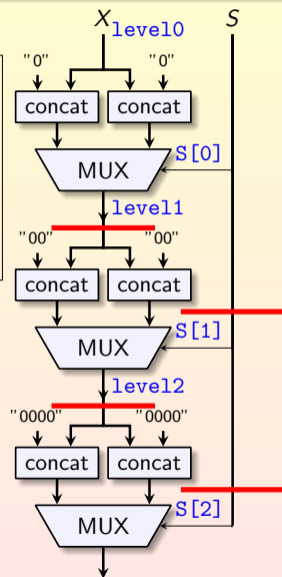 X S
level0
"0" "0"
concat concat
MUX S[0]
level1
"00" "00"
concat concat
S[1]
MUX
level2
"0000" "0000"
concat concat
S[2]
MUX